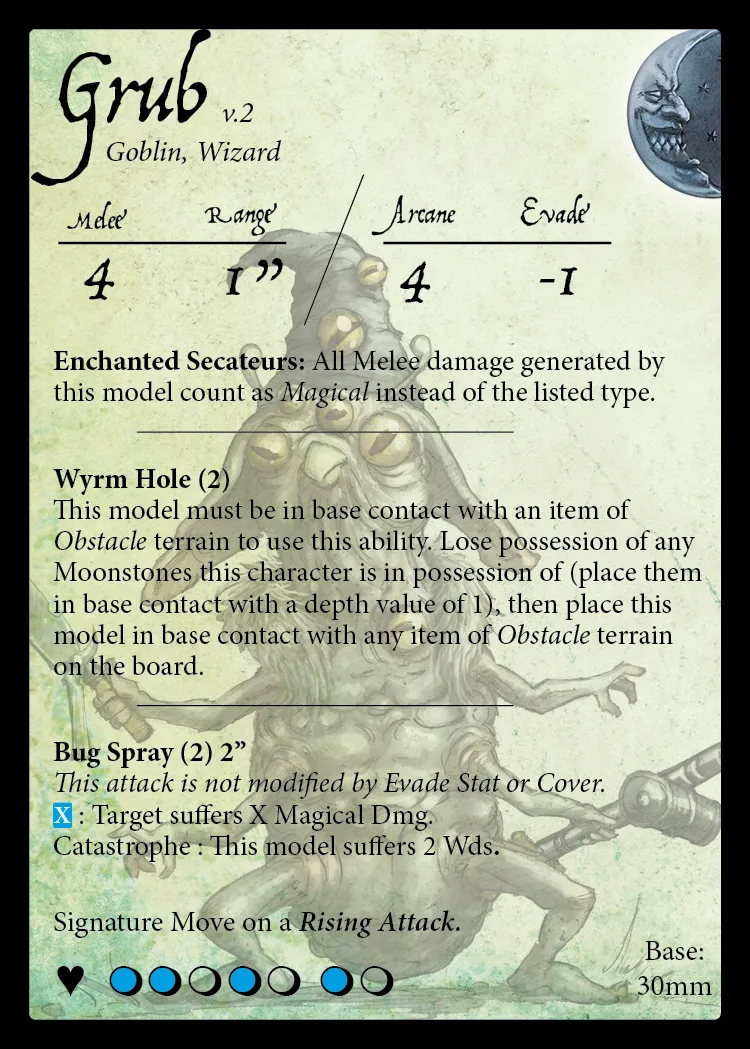 Grub v.2
Goblin, Wizard
Melee Range Arcane Evade
4 1” 4 -1
Enchanted Secateurs: All Melee damage generated by
this model count as Magical instead of the listed type.
Wyrm Hole (2)
This model must be in base contact with an item of
Obstacle terrain to use this ability. Lose possession of any
Moonstones this character is in possession of (place them
in base contact with a depth value of 1), then place this
model in base contact with any item of Obstacle terrain
on the board.
Bug Spray (2) 2”
This attack is not modified by Evade Stat or Cover.
X : Target suffers X Magical Dmg.
Catastrophe : This model suffers 2 Wds.
Signature Move on a Rising Attack.
Base:
30mm